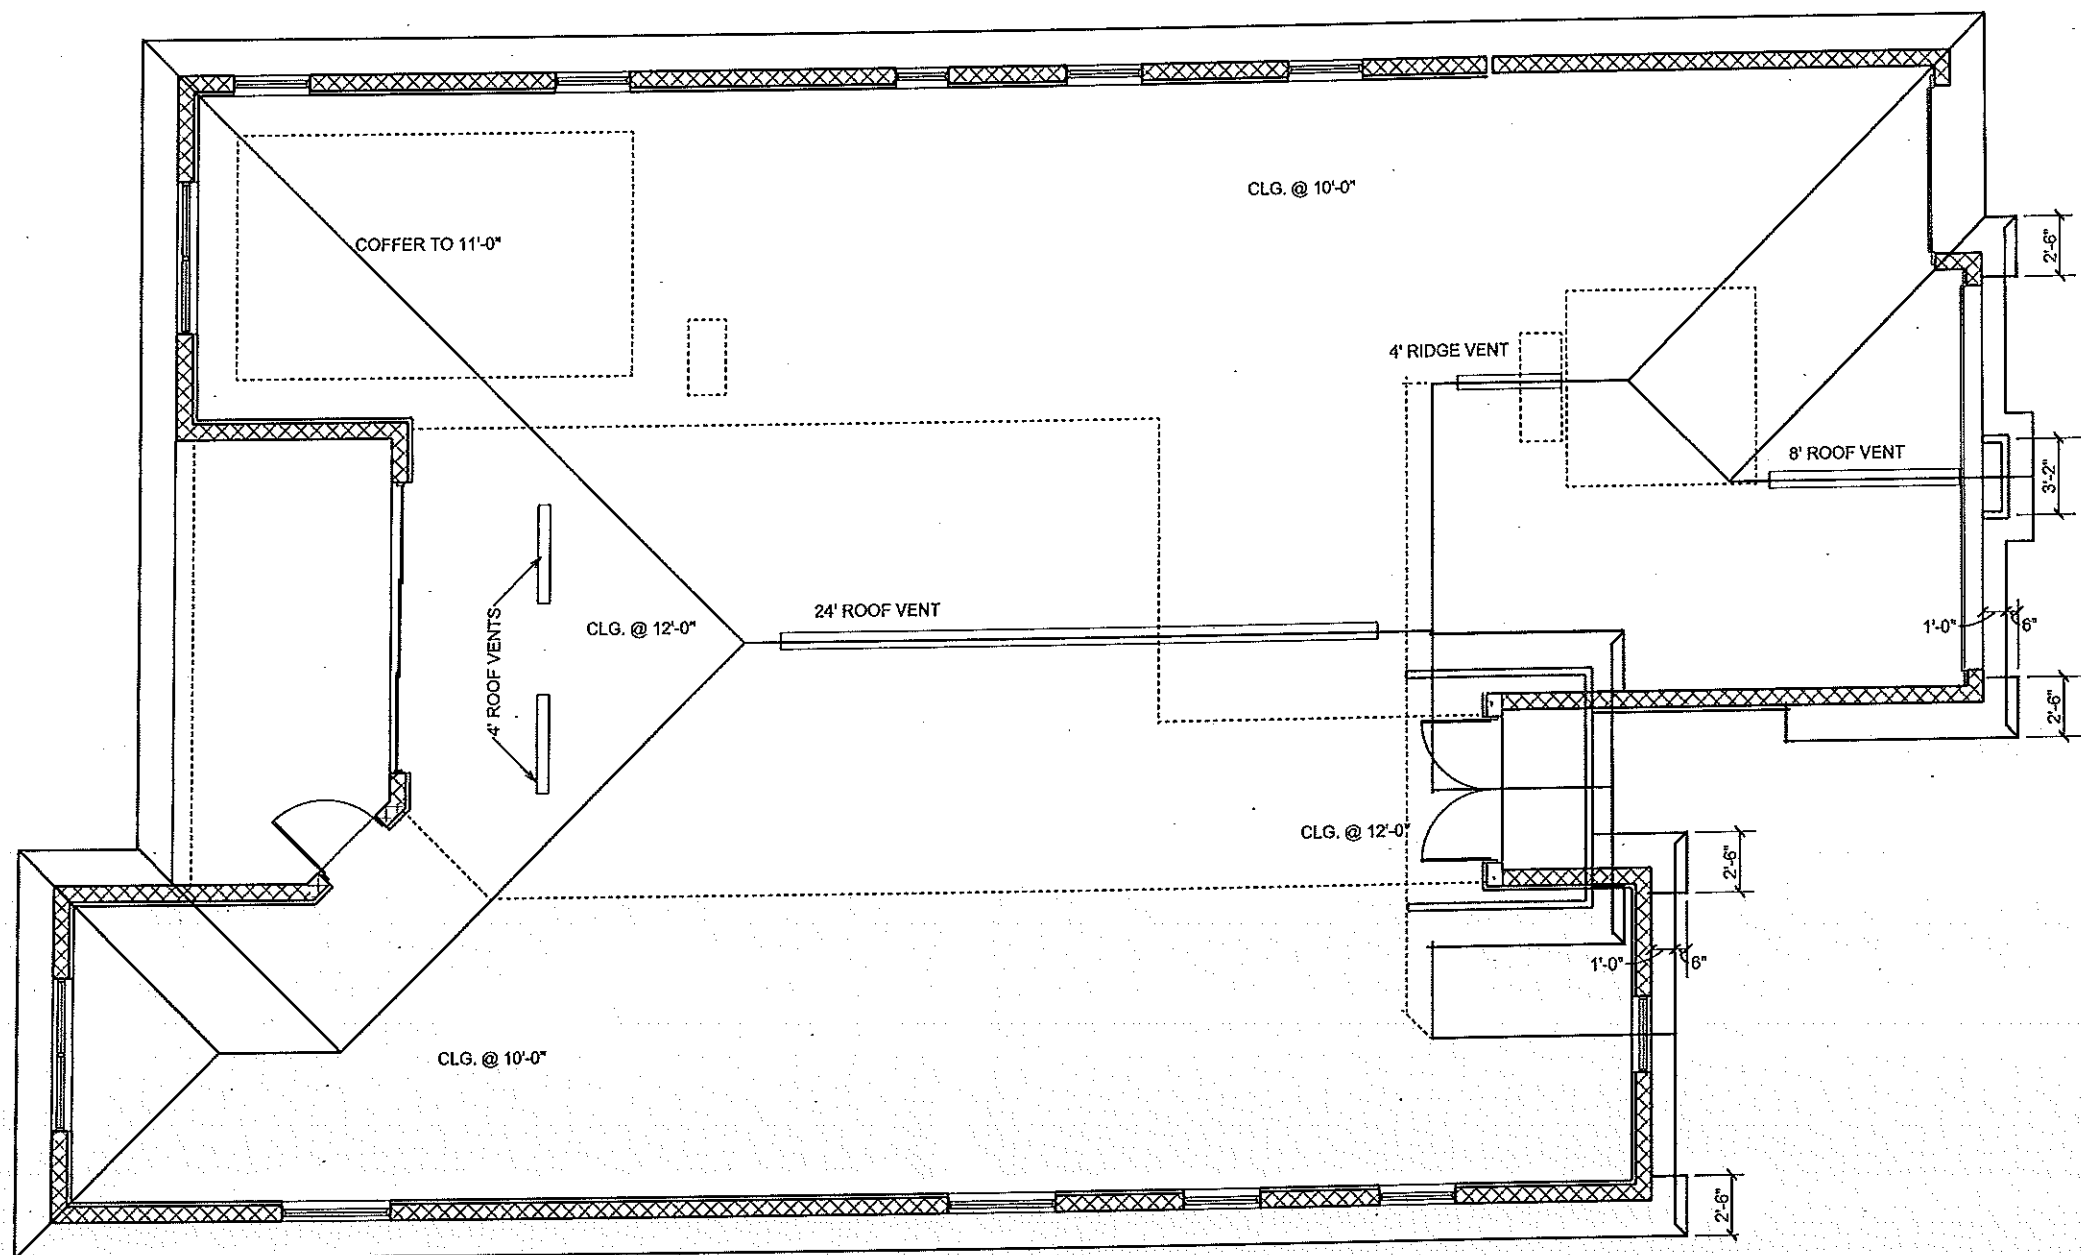 CLG. @ 10'-0"
COFFER TO 11'-0"
2'-6"
4' RIDGE VENT
8' ROOF VENT
3'-2"
24' ROOF VENT
CLG. @ 12'-0"
4' ROOF VENTS
1'-0"
6"
2'-6"
CLG. @ 12'-0"
2'-6"
1'-0"
6"
CLG. @ 10'-0"
2'-6"